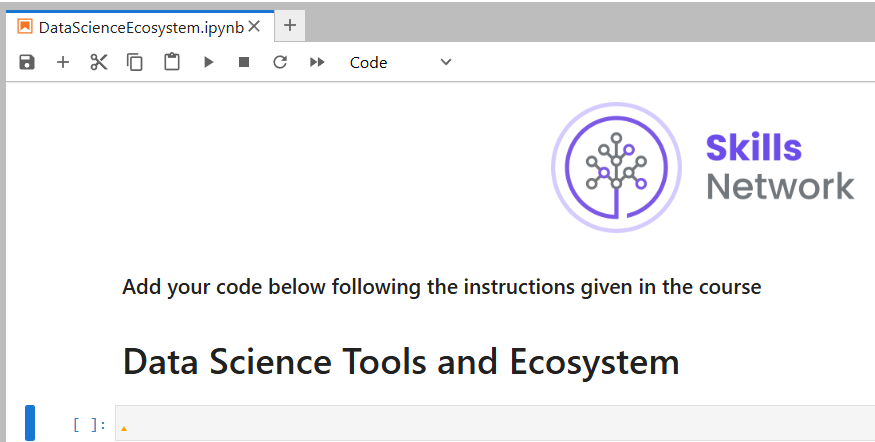 DataScienceEcosystem.ipynb
Code
Skills
Network
Add your code below following the instructions given in the course
Data Science Tools and Ecosystem
[ ]: